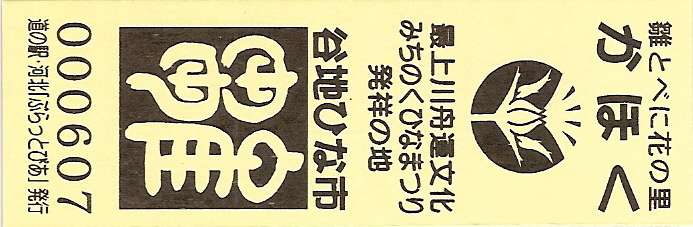 雛とべに花の里
かほく
最上川舟運文化
みちのくひなまつり
発祥の地
谷地ひな市
000607
道の駅・河北「ぶらっとぴあ」発行